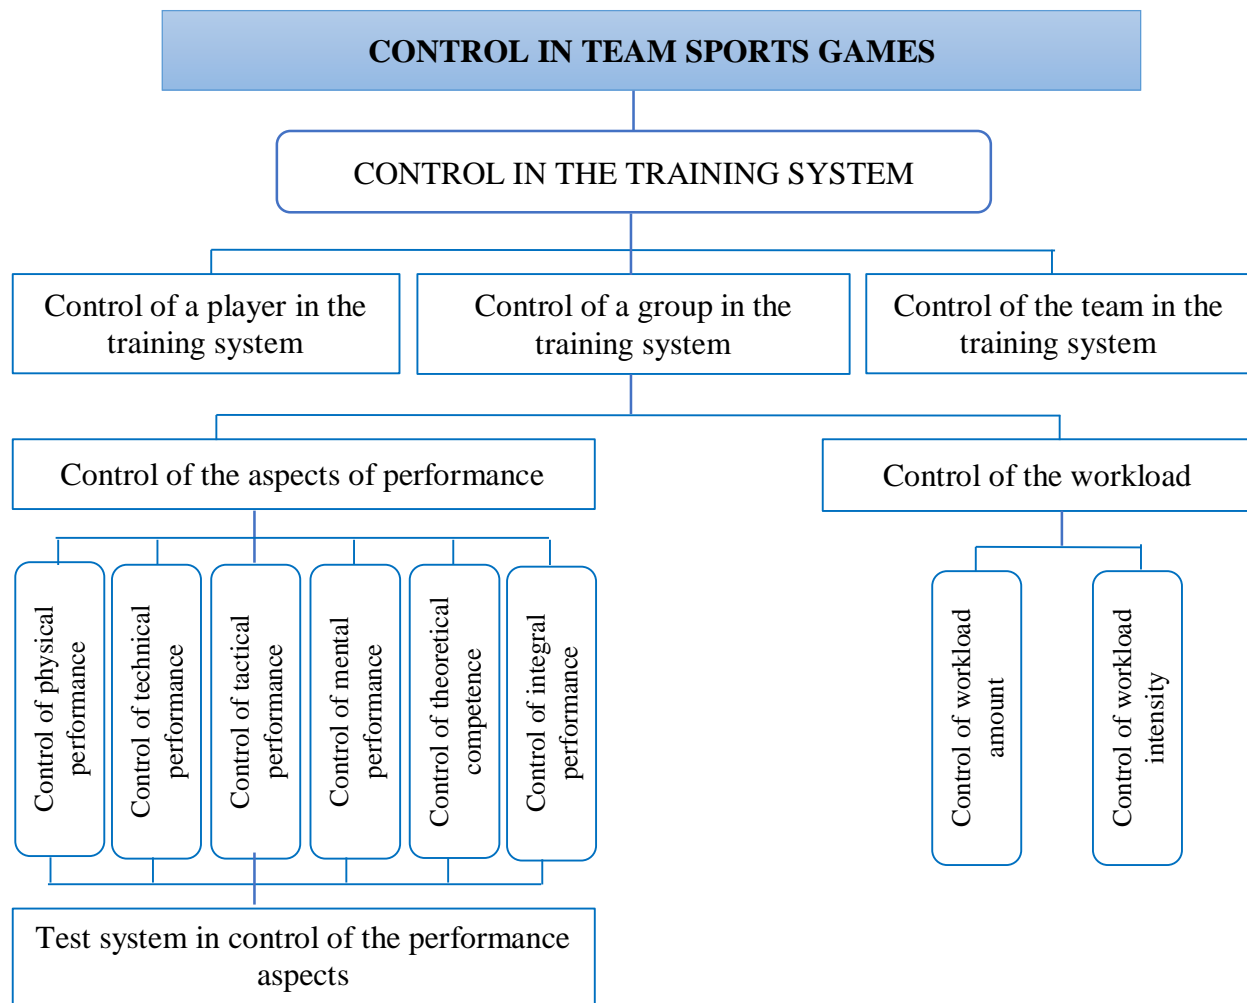 CONTROL IN TEAM SPORTS GAMES
CONTROL IN THE TRAINING SYSTEM
Control of a player in the
training system
Control of a group in the
training system
Control of the team in the
training system
Control of the aspects of performance
Control of the workload
Control of physical
performance
Control of technical
performance
Control of tactical
performance
Control of mental
performance
Control of theoretical
competence
Control of integral
performance
Control of workload
amount
Control of workload
intensity
Test system in control of the performance
aspects